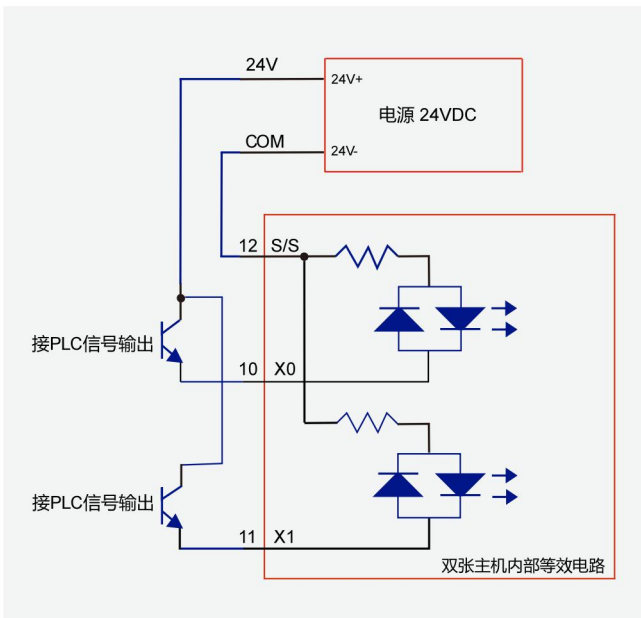 24V
24V+
电源 24VDC
COM
24V-
12 S/S
接PLC信号输出
10 X0
接PLC信号输出
11 X1
双张主机内部等效电路